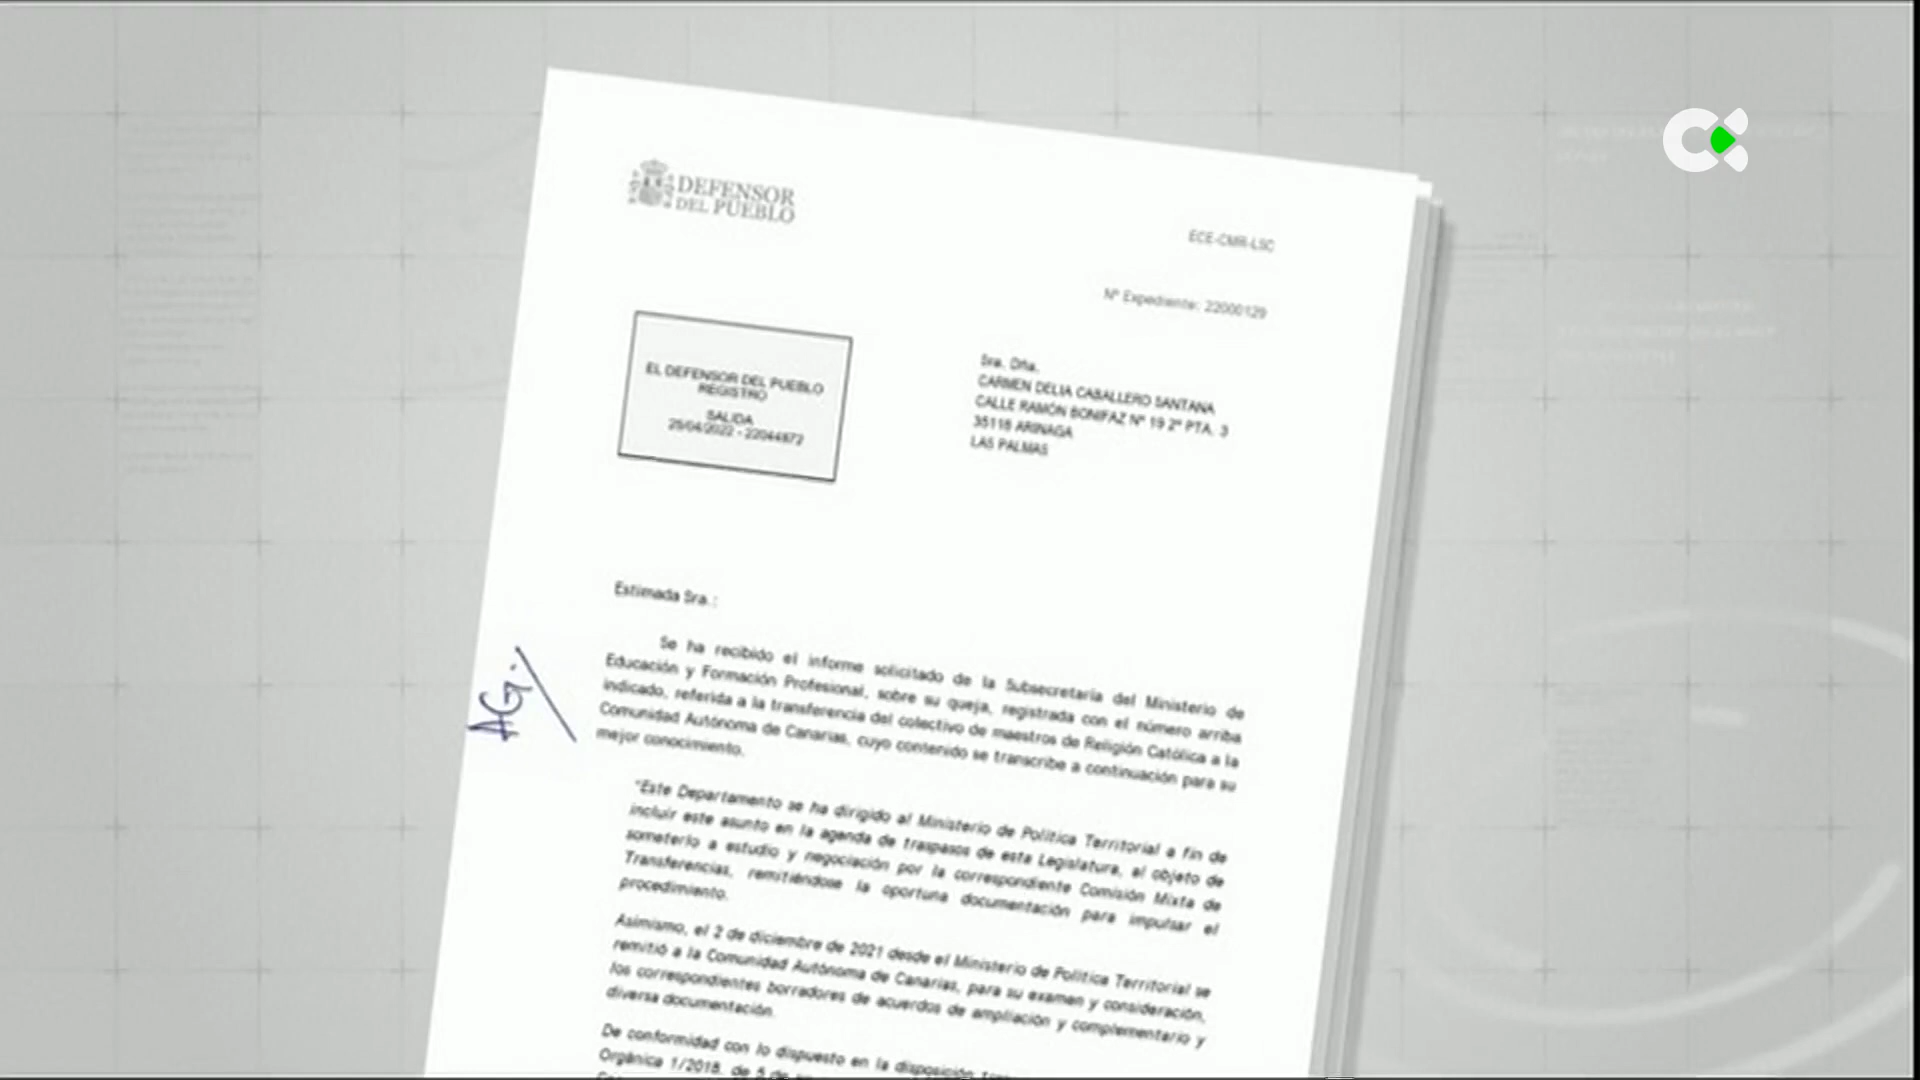 DEFENSOR
DEL PUEBLO
ECE-CMR-LSC
Nº Expediente: 22000129
EL DEFENSOR DEL PUEBLO
REGISTRO
SALIDA
25/04/2022 - 22044872
Sra. Dña.
CARMEN DELIA CABALLERO SANTANA
CALLE RAMÓN BONIFAZ Nº 19 2º PTA. 3
35118 ARINAGA
LAS PALMAS
Estimada Sra.:
AG.
Se ha recibido el informe solicitado de la Subsecretaría del Ministerio de
Educación y Formación Profesional, sobre su queja, registrada con el número arriba
indicado, referida a la transferencia del colectivo de maestros de Religión Católica a la
Comunidad Autónoma de Canarias, cuyo contenido se transcribe a continuación para su
mejor conocimiento.
"Este Departamento se ha dirigido al Ministerio de Política Territorial a fin de
incluir este asunto en la agenda de traspasos de esta Legislatura, al objeto de
someterlo a estudio y negociación por la correspondiente Comisión Mixta de
Transferencias, remitiéndose la oportuna documentación para impulsar el
procedimiento.
Asimismo, el 2 de diciembre de 2021 desde el Ministerio de Política Territorial se
remitió a la Comunidad Autónoma de Canarias, para su examen y consideración,
los correspondientes borradores de acuerdos de ampliación y complementario y
diversa documentación.
De conformidad con lo dispuesto en la disposición
Orgánica 1/2018, de 5 de